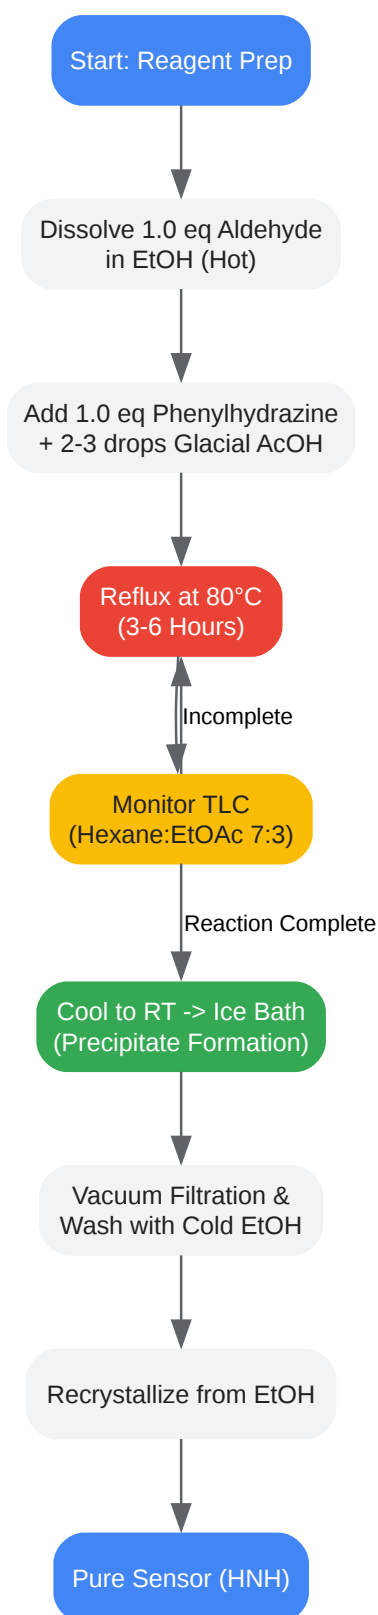 Start: Reagent Prep
Dissolve 1.0 eq Aldehyde
in EtOH (Hot)
Add 1.0 eq Phenylhydrazine
+ 2-3 drops Glacial AcOH
Reflux at 80°C
(3-6 Hours)
Incomplete
Monitor TLC
(Hexane:EtOAc 7:3)
Reaction Complete
Cool to RT -> Ice Bath
(Precipitate Formation)
Vacuum Filtration &
Wash with Cold EtOH
Recrystallize from EtOH
Pure Sensor (HNH)